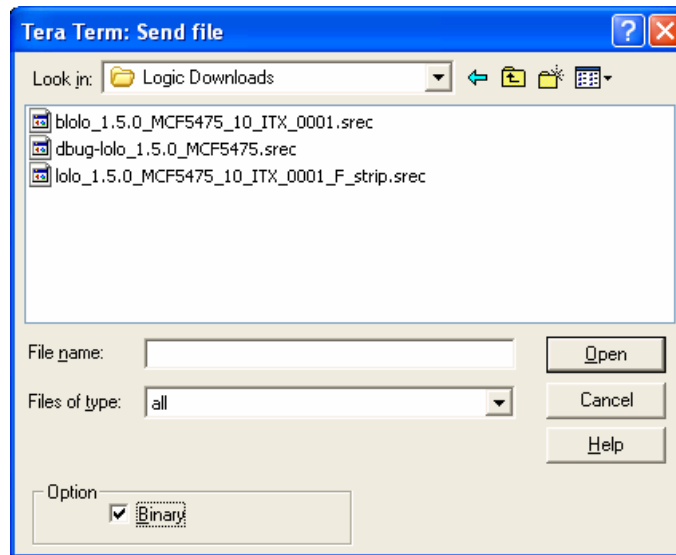 Tera Term: Send file
Look in: Logic Downloads
blolo_1.5.0_MCF5475_10_ITX_0001.srec
dbug-lolo_1.5.0_MCF5475.srec
lolo_1.5.0_MCF5475_10_ITX_0001_F_strip.srec
File name: Open
Files of type: all Cancel
Help
Option
Binary